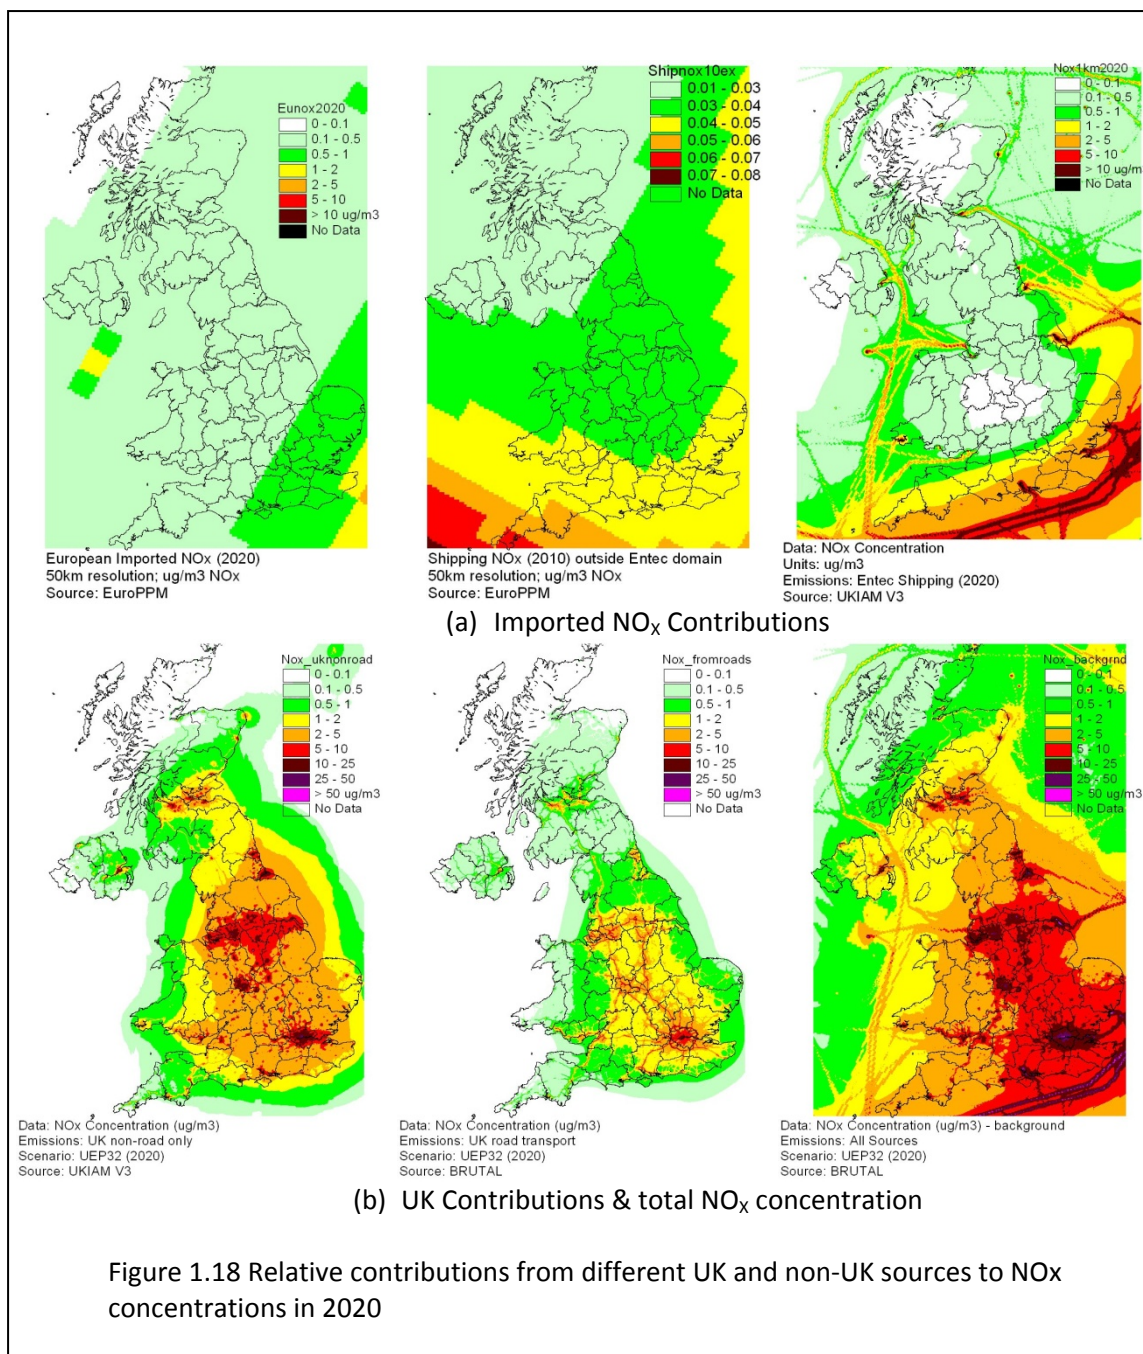 Eunox2020
0 - 0.1
0.1 - 0.5
0.5 - 1
1 - 2
2 - 5
5 - 10
> 10 ug/m3
No Data
European Imported NOx (2020)
50km resolution; ug/m3 NOx
Source: EuroPPM
Shipnox10ex
0.01 - 0.03
0.03 - 0.04
0.04 - 0.05
0.05 - 0.06
0.06 - 0.07
0.07 - 0.08
No Data
Shipping NOx (2010) outside Entec domain
50km resolution; ug/m3 NOx
Source: EuroPPM
Nox1km2020
0 - 0.1
0.1 - 0.5
0.5 - 1
1 - 2
2 - 5
5 - 10
> 10 ug/m
No Data
Data: NOx Concentration
Units: ug/m3
Emissions: Entec Shipping (2020)
Source: UKIAM V3
(a) Imported NOX Contributions
Nox_uknonroad
0 - 0.1
0.1 - 0.5
0.5 - 1
1 - 2
2 - 5
5 - 10
10 - 25
25 - 50
> 50 ug/m3
No Data
Data: NOx Concentration (ug/m3)
Emissions: UK non-road only
Scenario: UEP32 (2020)
Source: UKIAM V3
Nox_fromroads
0 - 0.1
0.1 - 0.5
0.5 - 1
1 - 2
2 - 5
5 - 10
10 - 25
25 - 50
> 50 ug/m3
No Data
Data: NOx Concentration (ug/m3)
Emissions: UK road transport
Scenario: UEP32 (2020)
Source: BRUTAL
Nox_backgrnd
0 - 0.1
0.1 - 0.5
0.5 - 1
1 - 2
2 - 5
5 - 10
10 - 25
25 - 50
> 50 ug/m3
No Data
Data: NOx Concentration (ug/m3) - background
Emissions: All Sources
Scenario: UEP32 (2020)
Source: BRUTAL
(b) UK Contributions & total NOX concentration
Figure 1.18 Relative contributions from different UK and non-UK sources to NOx
concentrations in 2020